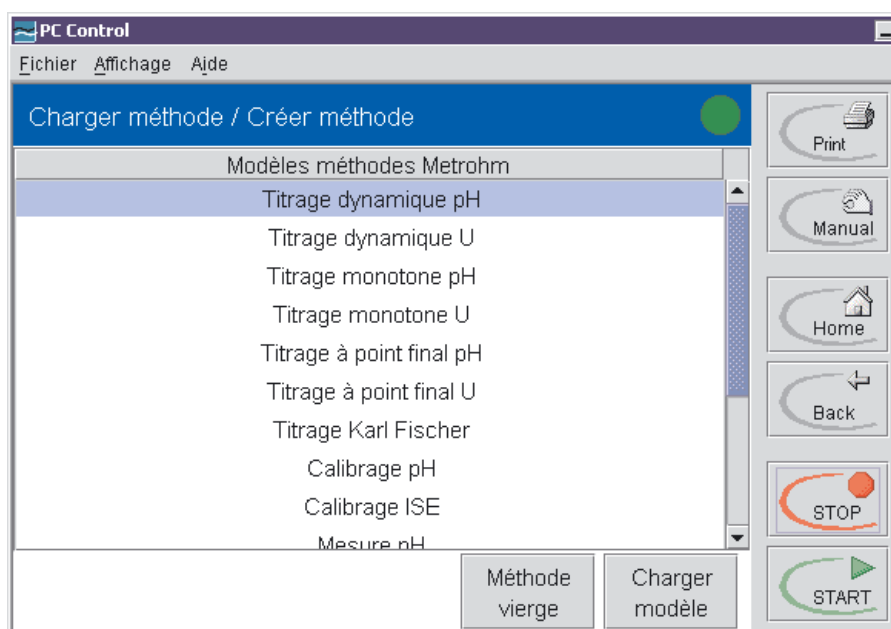 PC Control
Fichier Affichage Aide
Charger méthode / Créer méthode
Modèles méthodes Metrohm
Titrage dynamique pH
Titrage dynamique U
Titrage monotone pH
Titrage monotone U
Titrage à point final pH
Titrage à point final U
Titrage Karl Fischer
Calibrage pH
Calibrage ISE
Mesure pH
Méthode vierge
Charger modèle
Print
Manual
Home
Back
STOP
START